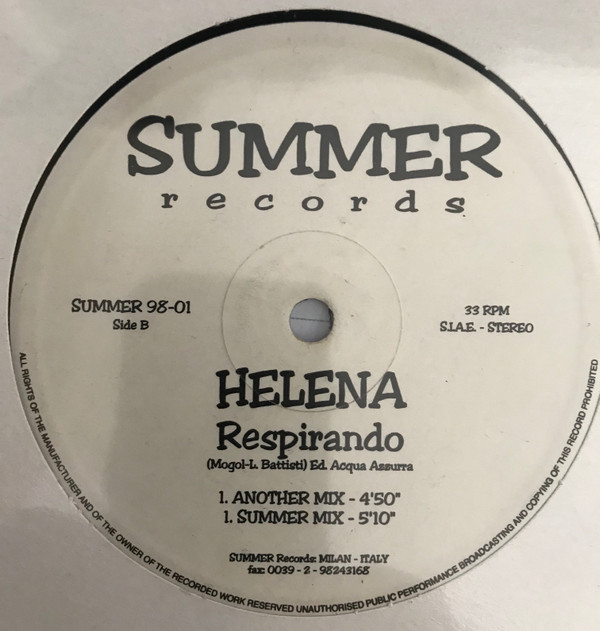 SUMMER
records
SUMMER 98-01
Side B
33 RPM
S.I.A.E. - STEREO
HELENA
Respirando
(Mogol-L. Battisti) Ed. Acqua Azzurra
1. ANOTHER MIX - 4'50"
1. SUMMER MIX - 5'10"
SUMMER Records: MILAN - ITALY
fax: 0039 - 2 - 98243168
ALL RIGHTS OF THE MANUFACTURER AND OF THE OWNER OF THE RECORDED WORK RESERVED UNAUTHORISED PUBLIC PERFORMANCE BROADCASTING AND COPYING OF THIS RECORD PROHIBITED